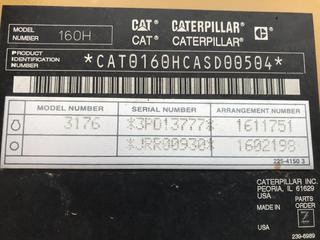 MODEL NUMBER 160H CAT® CATERPILLAR®
CAT® CATERPILLAR®
PRODUCT IDENTIFICATION NUMBER
*CAT0160HCASD00504*
MODEL NUMBER SERIAL NUMBER ARRANGEMENT NUMBER
3176 *3PD13777* 1611751
*JRR00930* 1602198
225-4150 3
CATERPILLAR INC.
PEORIA, IL 61629
MADE IN USA
PARTS ORDER
Z
239-6989